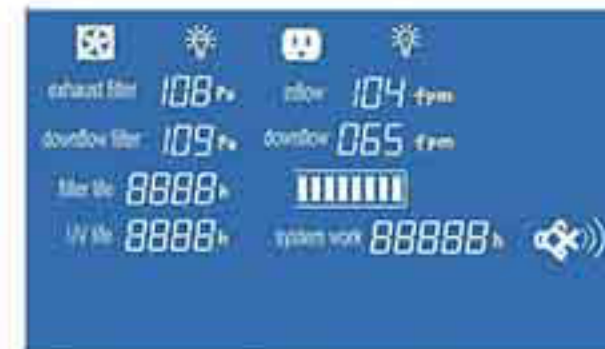 exhaust filter 108 Pa inflow 104 fpm
downflow filter 109 Pa downflow 065 fpm
filter life 8888 h
UV life 8888 h system work 88888 h